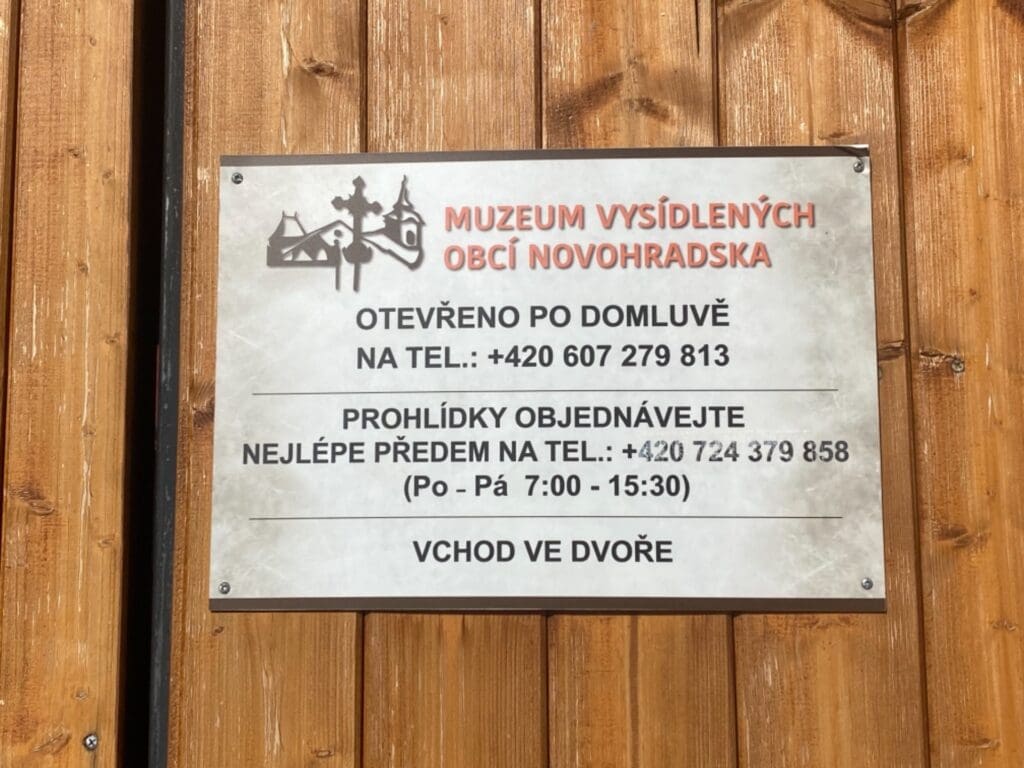 MUZEUM VYSÍDLENÝCH
OBCÍ NOVOHRADSKA
OTEVŘENO PO DOMLUVĚ
NA TEL.: +420 607 279 813
PROHLÍDKY OBJEDNÁVEJTE
NEJLÉPE PŘEDEM NA TEL.: +420 724 379 858
(Po - Pá 7:00 - 15:30)
VCHOD VE DVOŘE